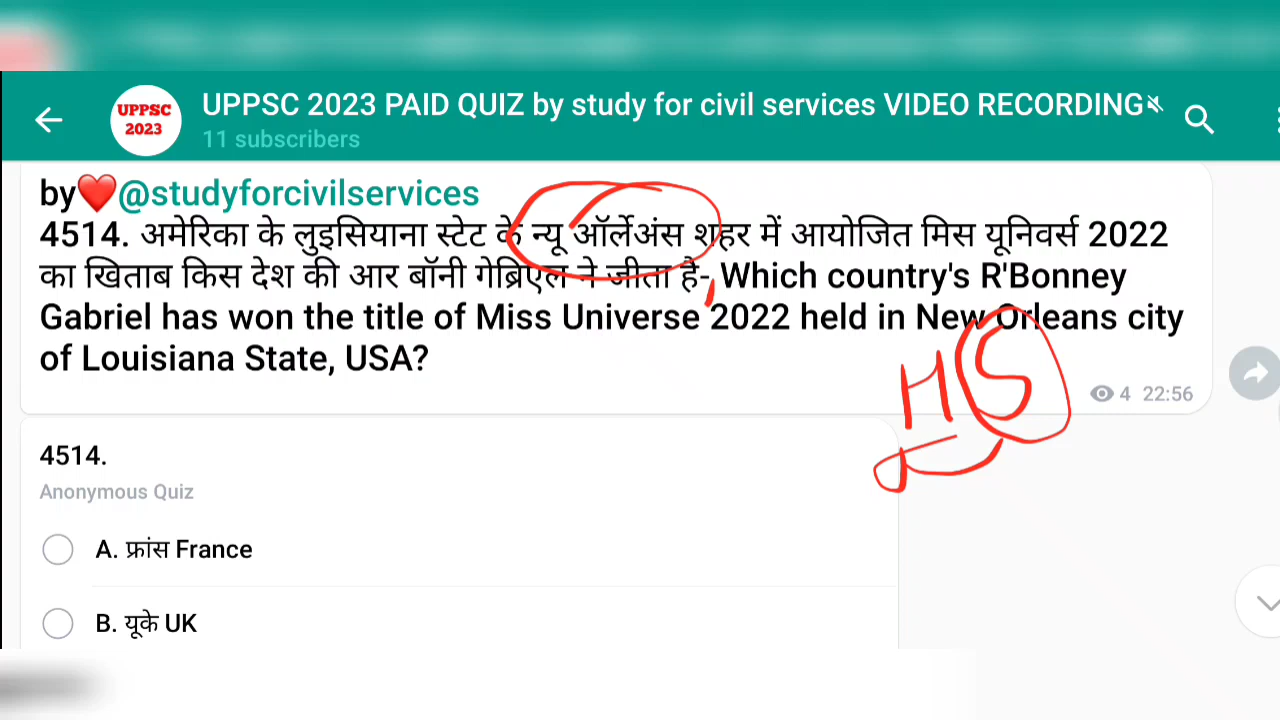 UPPSC
2023
UPPSC 2023 PAID QUIZ by study for civil services VIDEO RECORDING
11 subscribers
by❤️@studyforcivilservices
4514. अमेरिका के लुइसियाना स्टेट के न्यू ऑर्लेअंस शहर में आयोजित मिस यूनिवर्स 2022
का खिताब किस देश की आर बॉनी गेब्रिएल ने जीता है-, Which country's R'Bonney
Gabriel has won the title of Miss Universe 2022 held in New Orleans city
of Louisiana State, USA?
4 22:56
4514.
Anonymous Quiz
A. फ्रांस France
B. यूके UK